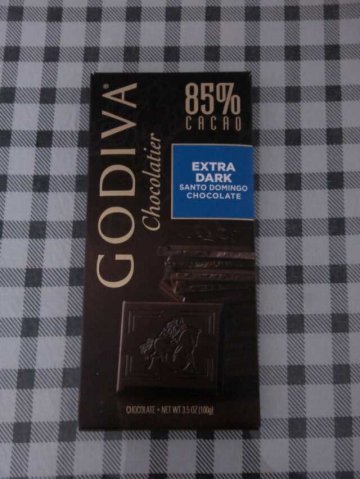 GODIVA®
Chocolatier
85%
CACAO
EXTRA
DARK
SANTO DOMINGO
CHOCOLATE
CHOCOLATE • NET WT 3.5 OZ (100g)